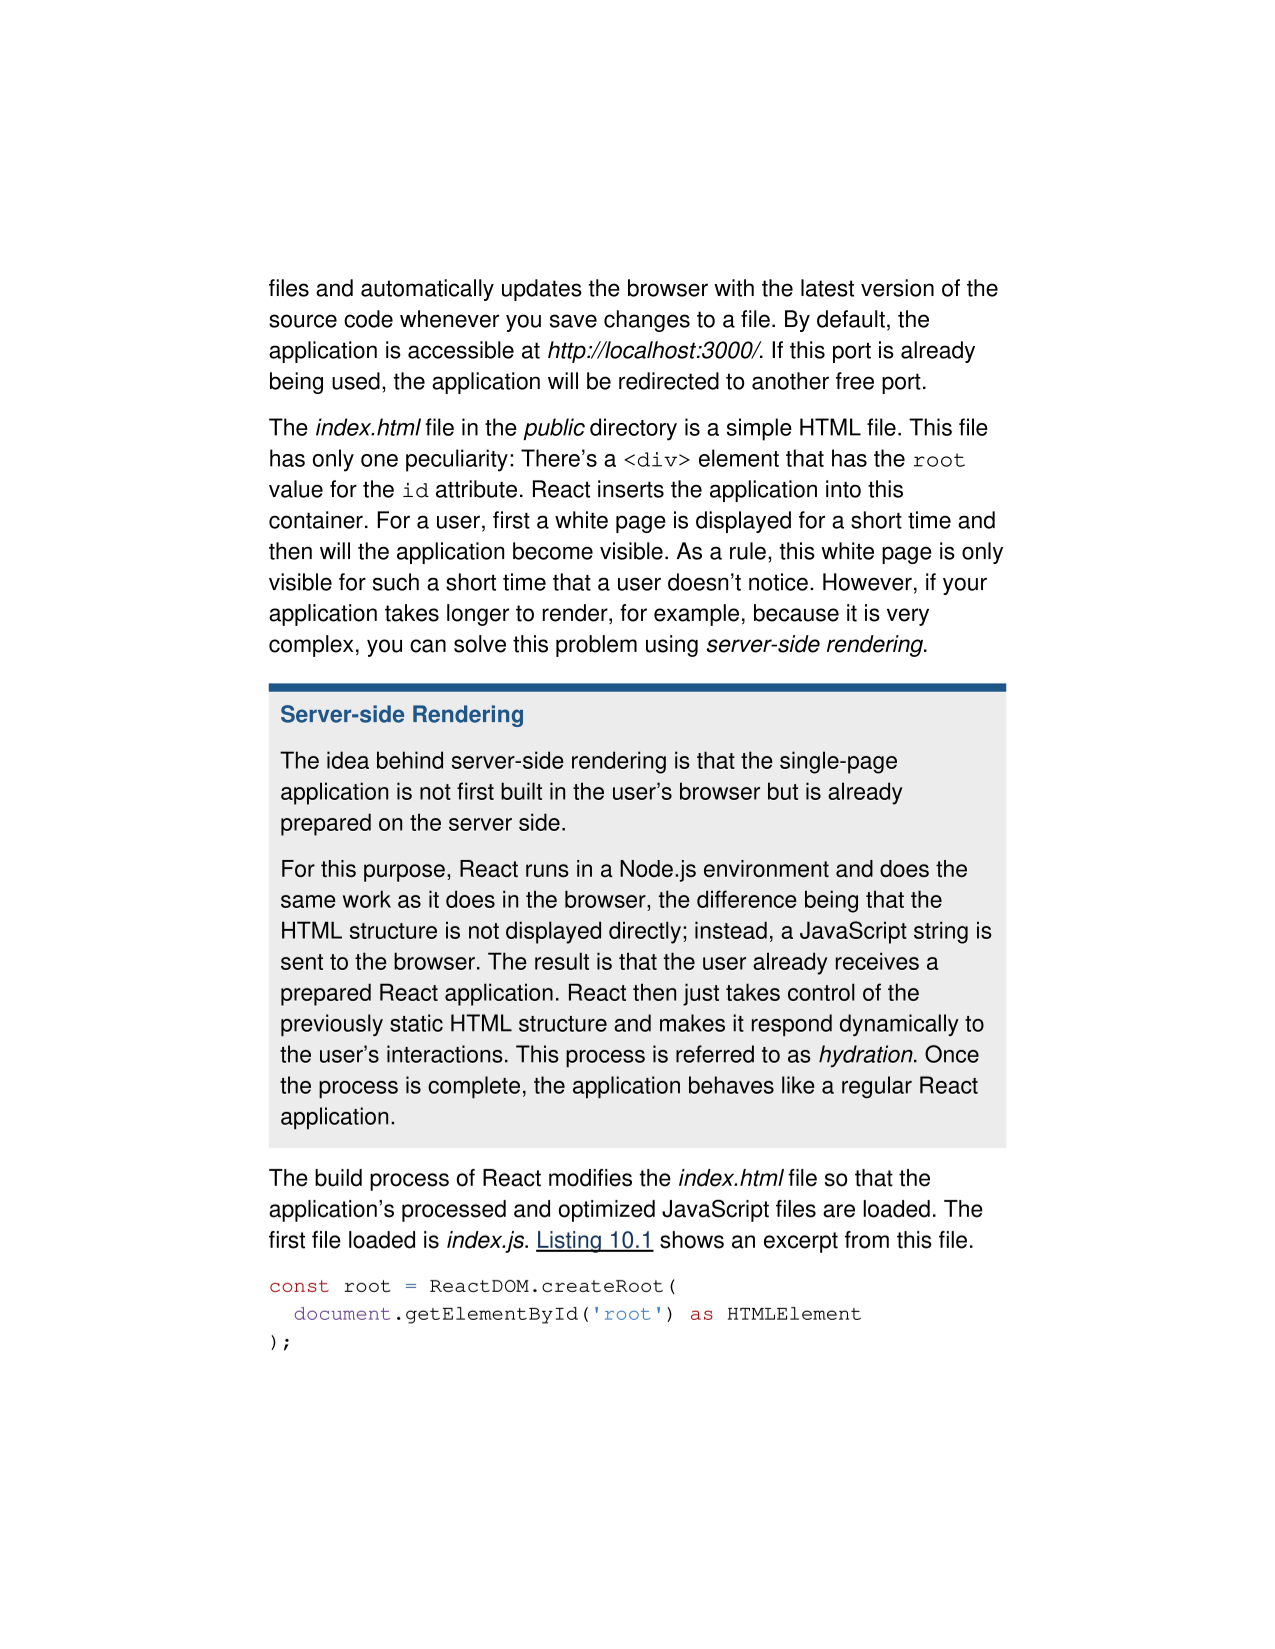 files and automatically updates the browser with the latest version of the
source code whenever you save changes to a file. By default, the
application is accessible at http://localhost:3000/. If this port is already
being used, the application will be redirected to another free port.
The index.html file in the public directory is a simple HTML file. This file
has only one peculiarity: There’s a <div> element that has the root
value for the id attribute. React inserts the application into this
container. For a user, first a white page is displayed for a short time and
then will the application become visible. As a rule, this white page is only
visible for such a short time that a user doesn’t notice. However, if your
application takes longer to render, for example, because it is very
complex, you can solve this problem using server-side rendering.
Server-side Rendering
The idea behind server-side rendering is that the single-page
application is not first built in the user’s browser but is already
prepared on the server side.
For this purpose, React runs in a Node.js environment and does the
same work as it does in the browser, the difference being that the
HTML structure is not displayed directly; instead, a JavaScript string is
sent to the browser. The result is that the user already receives a
prepared React application. React then just takes control of the
previously static HTML structure and makes it respond dynamically to
the user’s interactions. This process is referred to as hydration. Once
the process is complete, the application behaves like a regular React
application.
The build process of React modifies the index.html file so that the
application’s processed and optimized JavaScript files are loaded. The
first file loaded is index.js. Listing 10.1 shows an excerpt from this file.
const root = ReactDOM.createRoot(
  document.getElementById('root') as HTMLElement
);